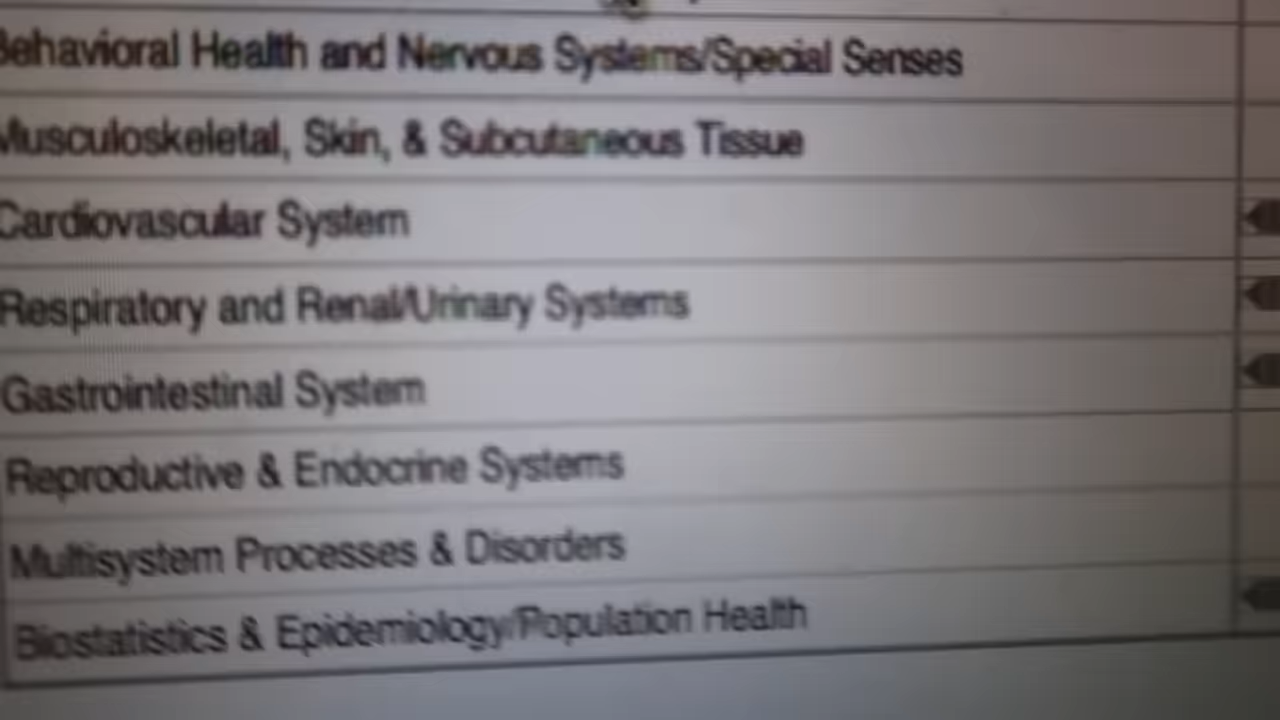 Behavioral Health and Nervous Systems/Special Senses
Musculoskeletal, Skin, & Subcutaneous Tissue
Cardiovascular System
Respiratory and Renal/Urinary Systems
Gastrointestinal System
Reproductive & Endocrine Systems
Multisystem Processes & Disorders
Biostatistics & Epidemiology/Population Health